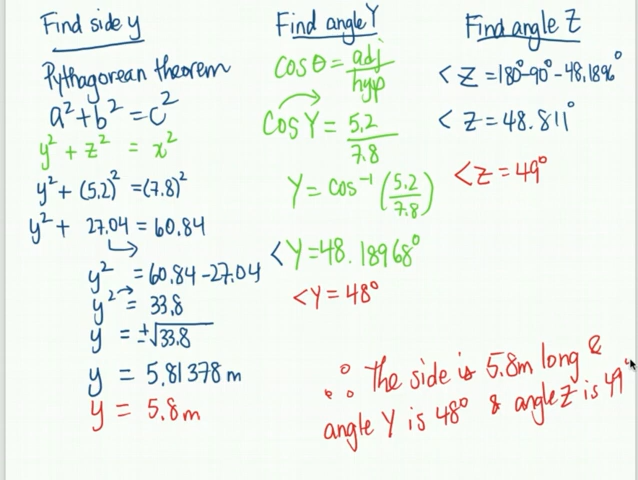 Find side y
Pythagorean theorem
a² + b² = c²
y² + z² = x²
y² + (5.2)² = (7.8)²
y² + 27.04 = 60.84
y² = 60.84 - 27.04
y² = 33.8
y = ±√33.8
y = 5.81378 m
y = 5.8 m
Find angle Y
cos θ = adj/hyp
Cos Y = 5.2/7.8
Y = cos⁻¹ (5.2/7.8)
<Y = 48.18968°
<Y = 48°
Find angle Z
<Z = 180° - 90° - 48.1896°
<Z = 48.811°
<Z = 49°
∴ The side is 5.8m long &
angle Y is 48° & angle Z is 49°